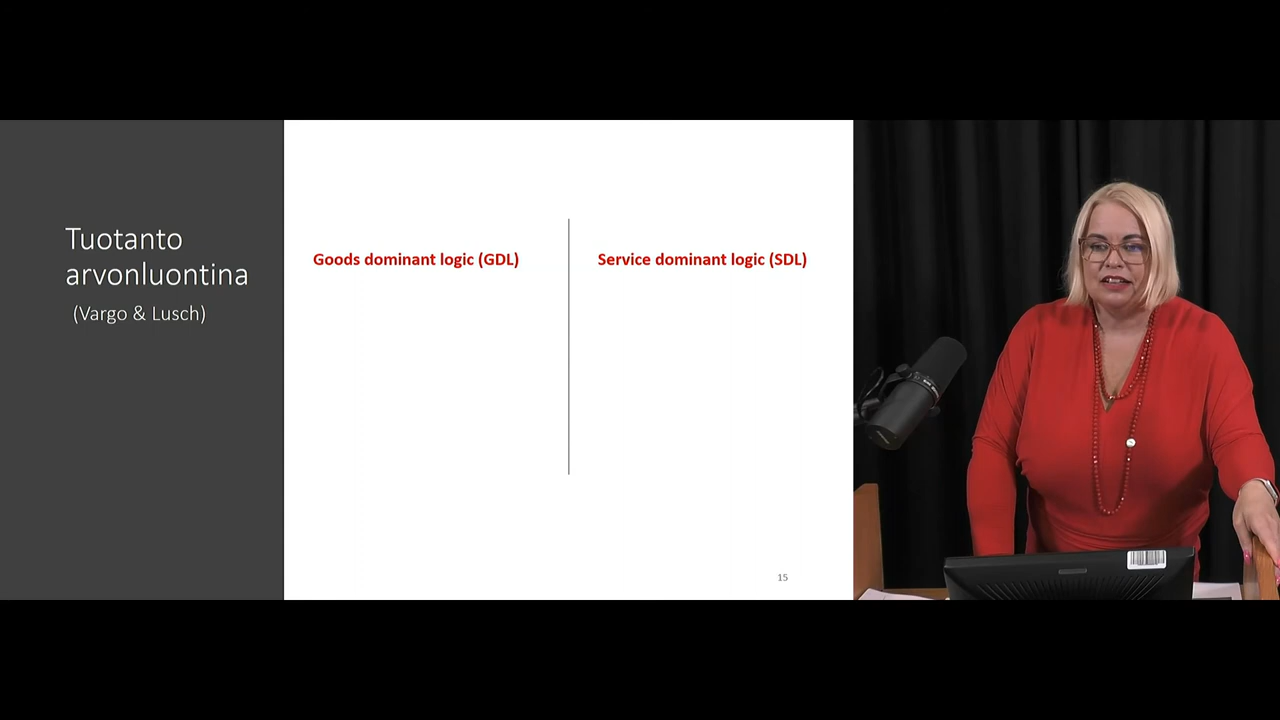 Tuotanto
arvonluontina
(Vargo & Lusch)
Goods dominant logic (GDL)
Service dominant logic (SDL)
15